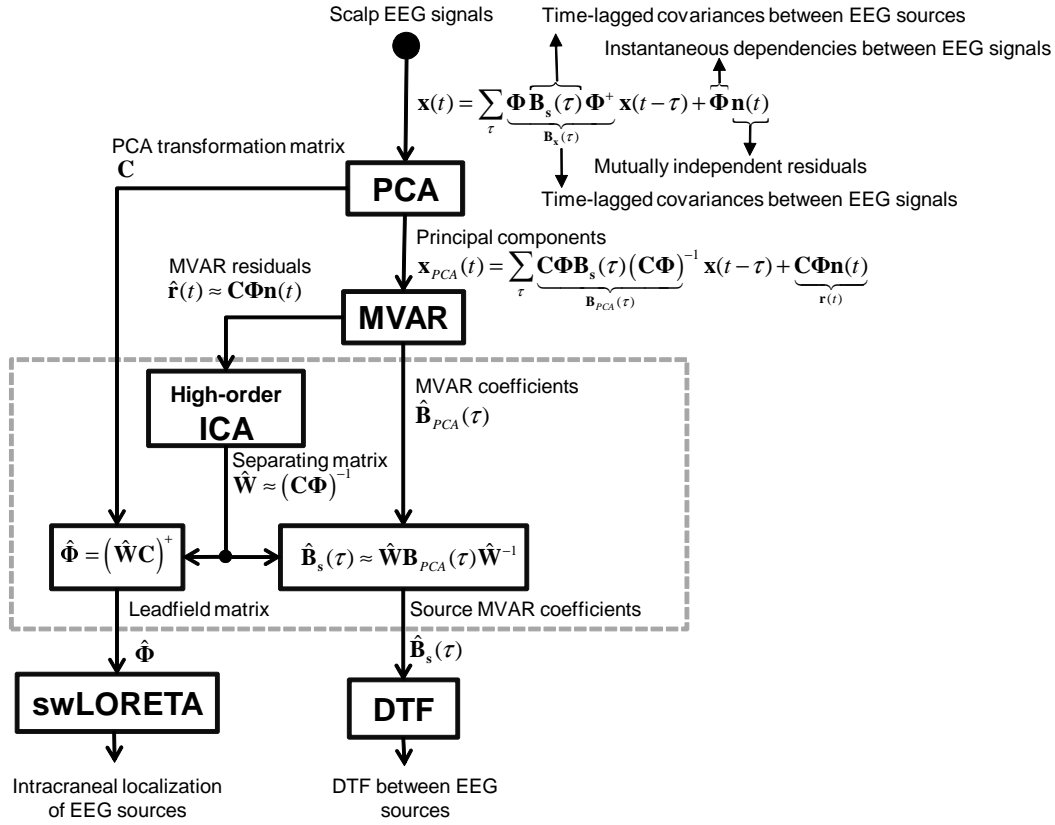 Scalp EEG signals
Time-lagged covariances between EEG sources
Instantaneous dependencies between EEG signals
x(t) = ∑_τ Φ B_s(τ) Φ⁺ x(t−τ) + Φ n(t)
B_x(τ)
Mutually independent residuals
Time-lagged covariances between EEG signals
PCA transformation matrix
C
PCA
Principal components
x_PCA(t) = ∑_τ CΦB_s(τ)(CΦ)⁻¹ x(t−τ) + CΦn(t)
B_PCA(τ)
r(t)
MVAR residuals
r̂(t) ≈ CΦn(t)
MVAR
High-order
ICA
MVAR coefficients
B̂_PCA(τ)
Separating matrix
Ŵ ≈ (CΦ)⁻¹
Φ̂ = (ŴC)⁺
B̂_s(τ) ≈ ŴB_PCA(τ)Ŵ⁻¹
Leadfield matrix
Φ̂
Source MVAR coefficients
B̂_s(τ)
swLORETA
DTF
Intracraneal localization
of EEG sources
DTF between EEG
sources